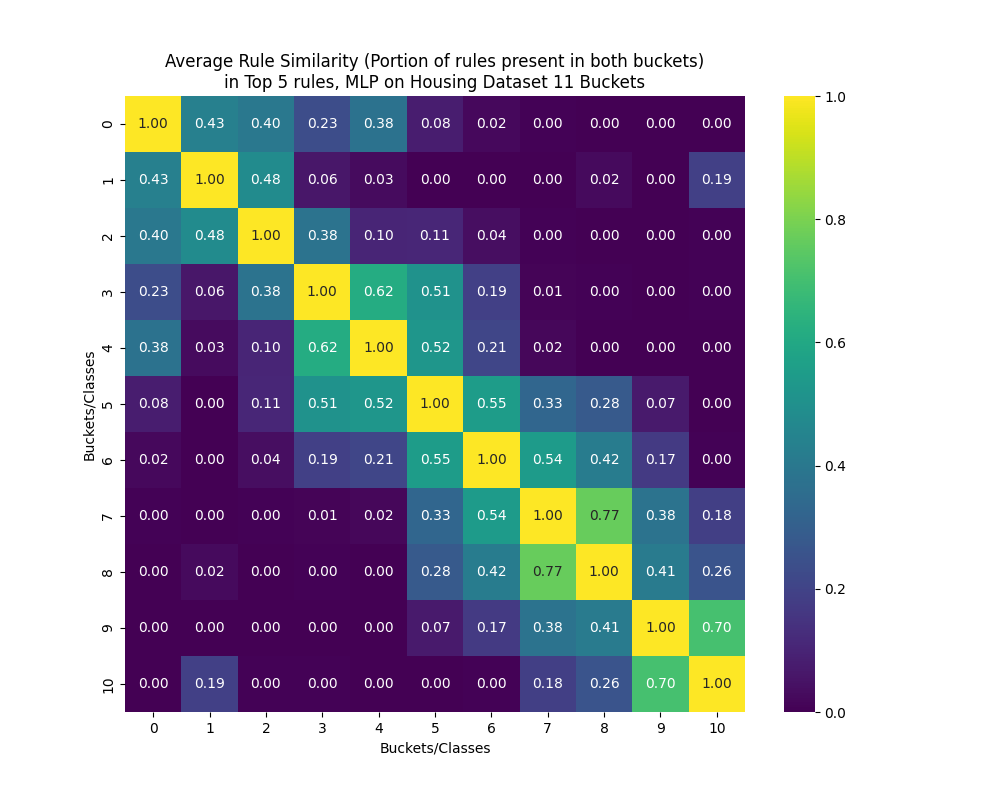 Average Rule Similarity (Portion of rules present in both buckets)
in Top 5 rules, MLP on Housing Dataset 11 Buckets
0 1.00 0.43 0.40 0.23 0.38 0.08 0.02 0.00 0.00 0.00 0.00
1 0.43 1.00 0.48 0.06 0.03 0.00 0.00 0.00 0.02 0.00 0.19
2 0.40 0.48 1.00 0.38 0.10 0.11 0.04 0.00 0.00 0.00 0.00
3 0.23 0.06 0.38 1.00 0.62 0.51 0.19 0.01 0.00 0.00 0.00
4 0.38 0.03 0.10 0.62 1.00 0.52 0.21 0.02 0.00 0.00 0.00
5 0.08 0.00 0.11 0.51 0.52 1.00 0.55 0.33 0.28 0.07 0.00
6 0.02 0.00 0.04 0.19 0.21 0.55 1.00 0.54 0.42 0.17 0.00
7 0.00 0.00 0.00 0.01 0.02 0.33 0.54 1.00 0.77 0.38 0.18
8 0.00 0.02 0.00 0.00 0.00 0.28 0.42 0.77 1.00 0.41 0.26
9 0.00 0.00 0.00 0.00 0.00 0.07 0.17 0.38 0.41 1.00 0.70
10 0.00 0.19 0.00 0.00 0.00 0.00 0.00 0.18 0.26 0.70 1.00
0 1 2 3 4 5 6 7 8 9 10
Buckets/Classes
Buckets/Classes
1.0
0.8
0.6
0.4
0.2
0.0